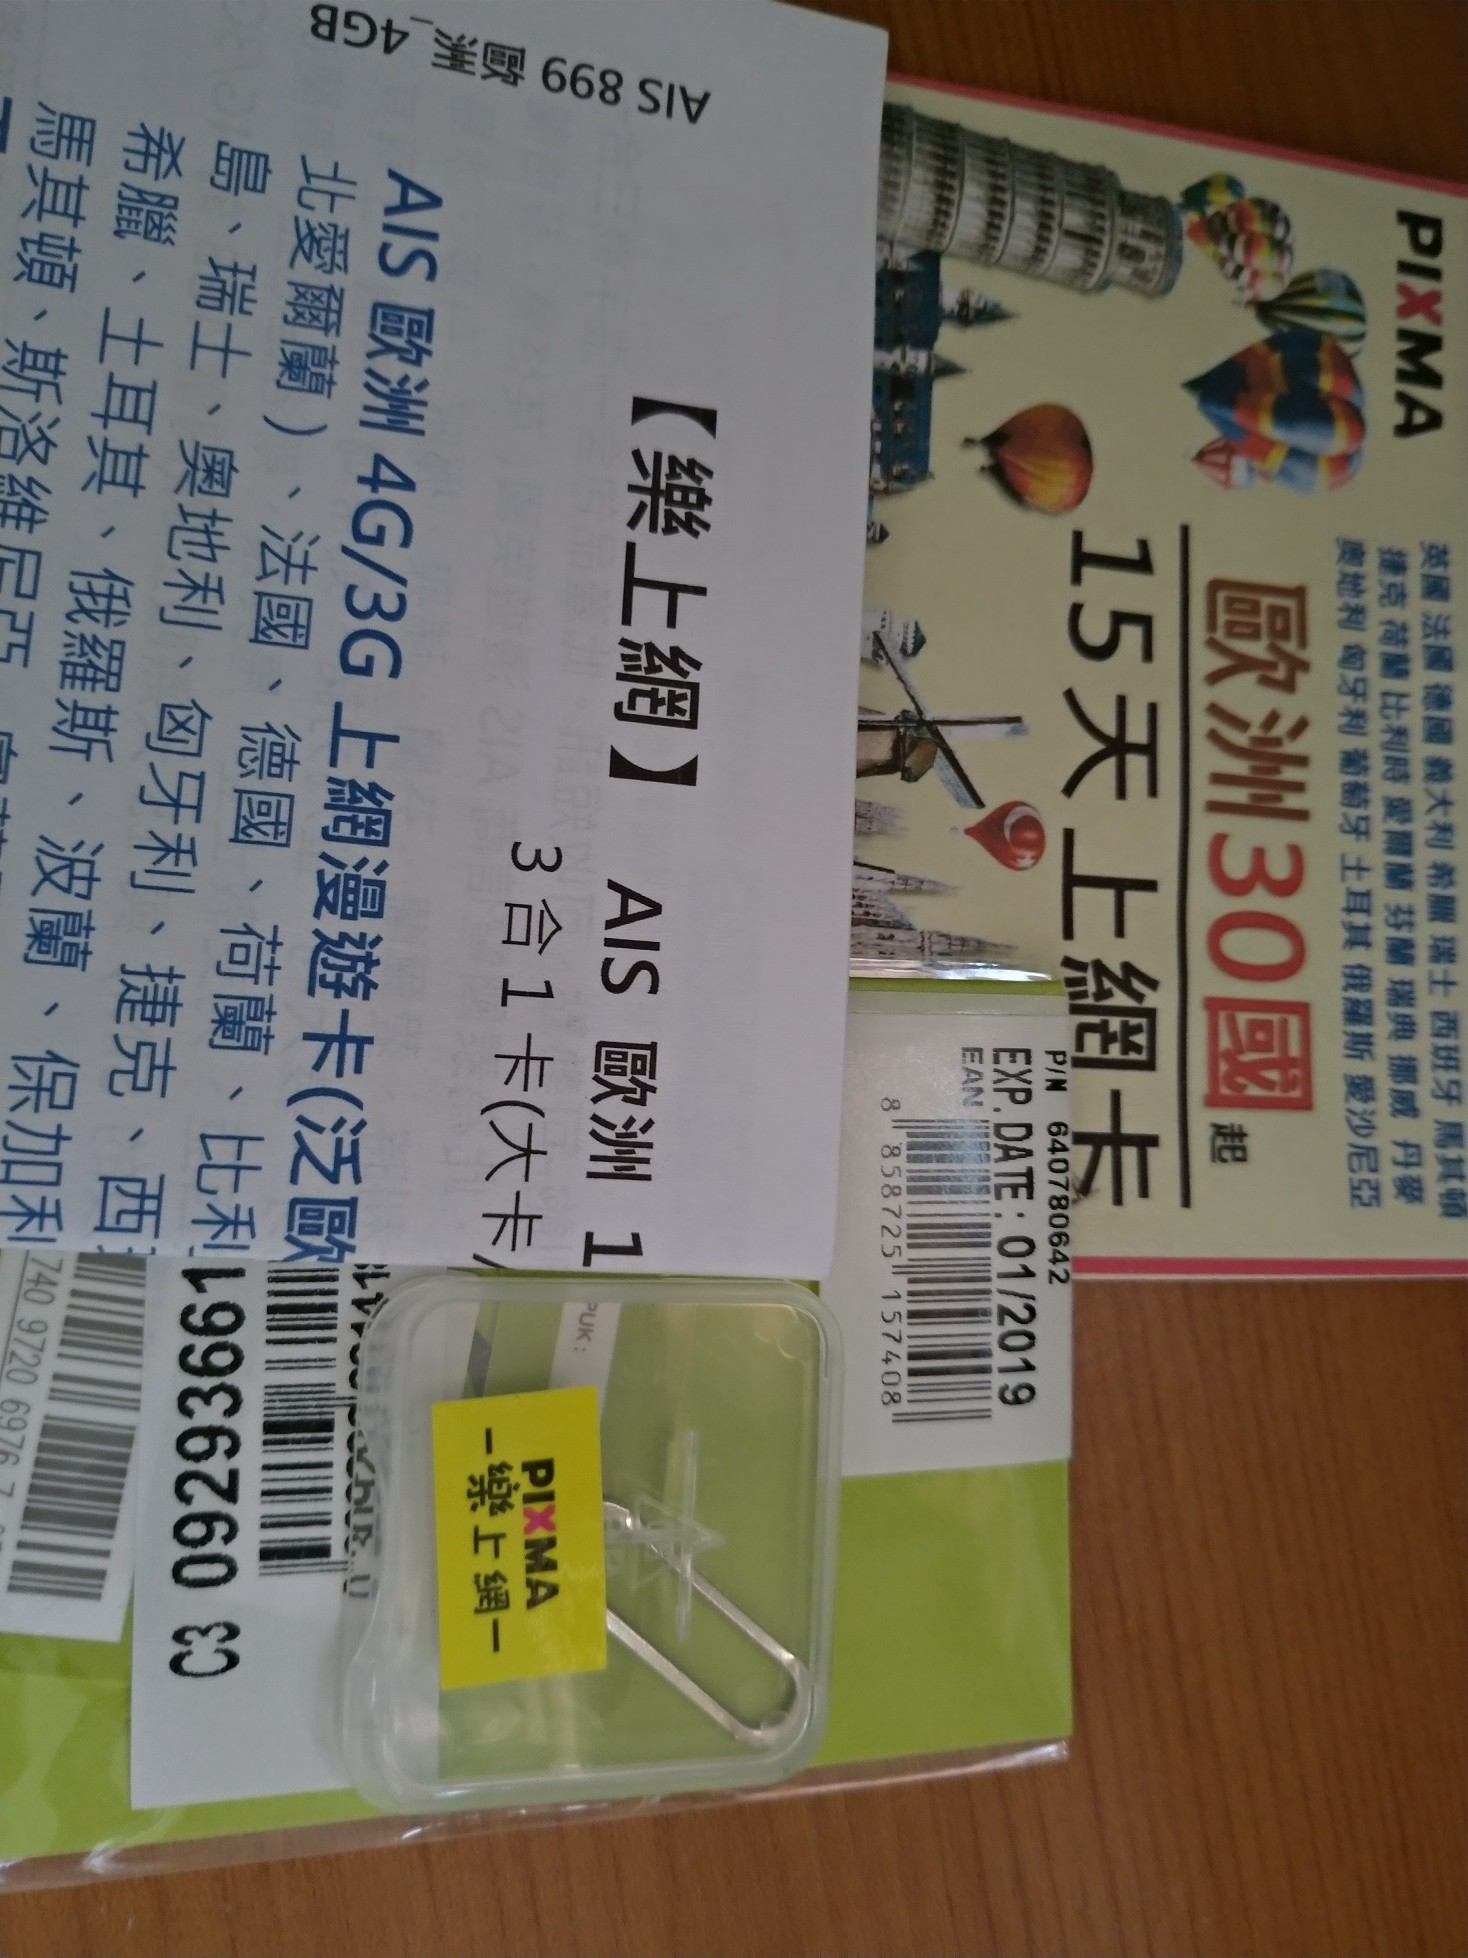 PIXMA
英國 法國 德國 義大利 希臘 瑞士 西班牙 馬其頓
捷克 荷蘭 比利時 愛爾蘭 芬蘭 瑞典 挪威 丹麥
奧地利 匈牙利 葡萄牙 土耳其 俄羅斯 愛沙尼亞
歐洲30國起
15天上網卡
P/N 640780642
EXP.DATE: 01/2019
EAN
8 858725 157408
AIS 899 歐洲_4GB
【樂上網】 AIS 歐洲 1
3 合 1 卡(大卡/
AIS 歐洲 4G/3G 上網漫遊卡(泛歐
北愛爾蘭)、法國、德國、荷蘭、比利
島、瑞士、奧地利、匈牙利、捷克、西
希臘、土耳其、俄羅斯、波蘭、保加利
馬其頓、斯洛維尼亞
PUK:
PIXMA
—樂上網—
C3 09293661
740 9720 6976 7